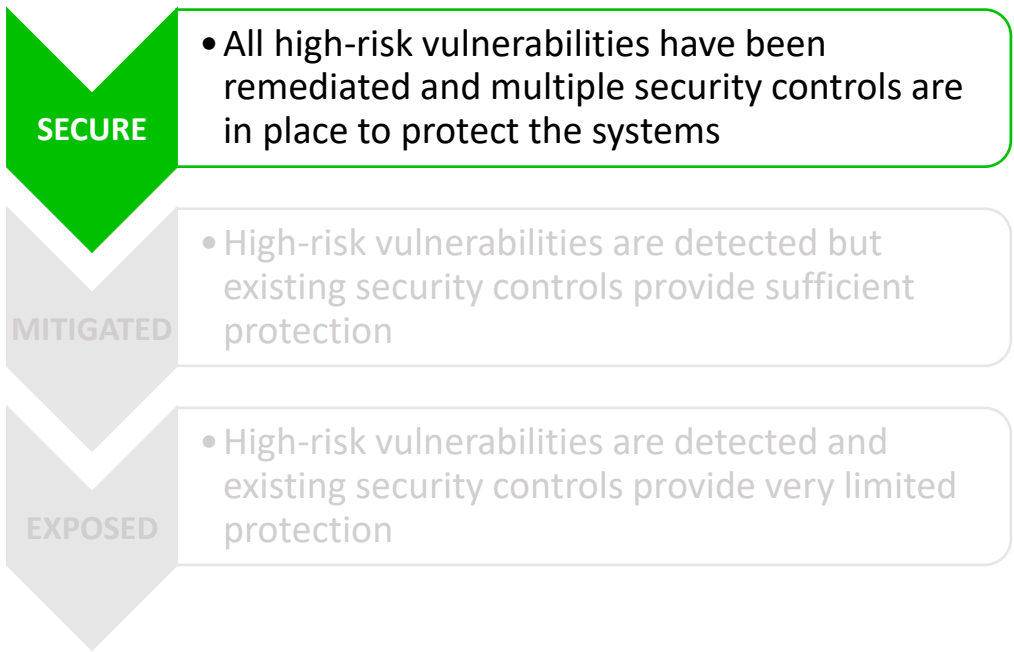 SECURE
• All high-risk vulnerabilities have been
remediated and multiple security controls are
in place to protect the systems
MITIGATED
• High-risk vulnerabilities are detected but
existing security controls provide sufficient
protection
EXPOSED
• High-risk vulnerabilities are detected and
existing security controls provide very limited
protection